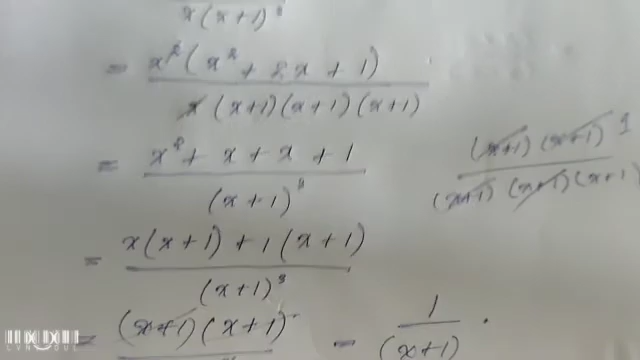 x(x+1)³
= x²(x²+2x+1) / x(x+1)(x+1)(x+1)
= x²+x+x+1 / (x+1)³
(x+1)(x+1) 1 / (x+1)(x+1)(x+1)
= x(x+1)+1(x+1) / (x+1)³
= (x+1)(x+1) = 1 / (x+1)